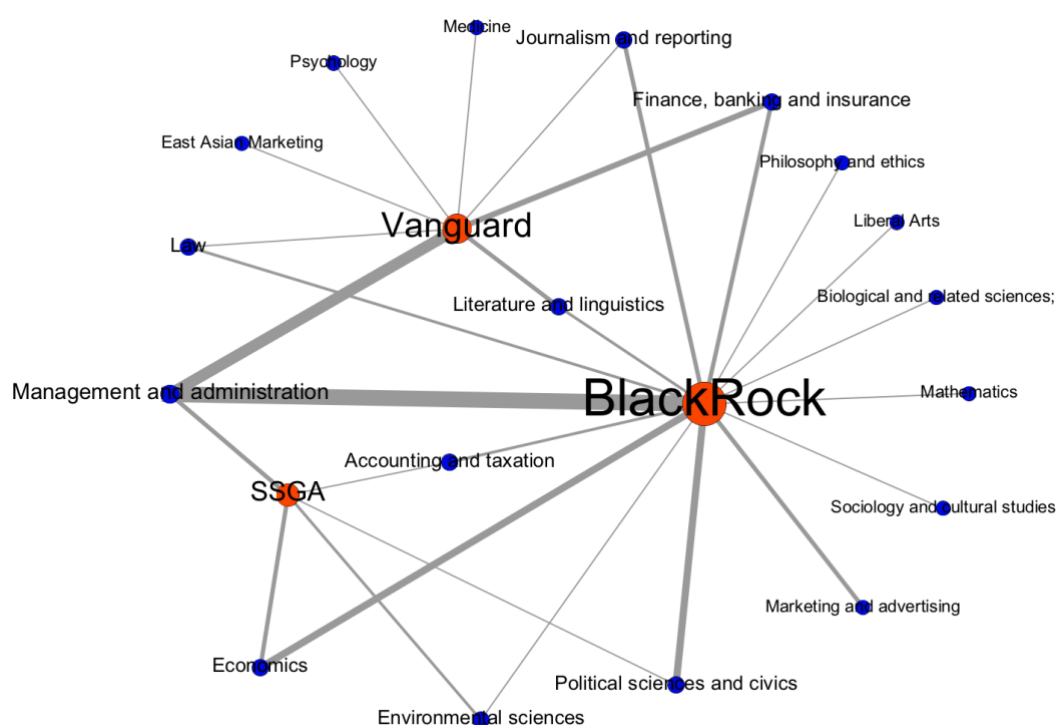 Medicine
Journalism and reporting
Psychology
Finance, banking and insurance
East Asian Marketing
Philosophy and ethics
Vanguard
Liberal Arts
Law
Literature and linguistics
Biological and related sciences;
Management and administration
BlackRock
Mathematics
Accounting and taxation
SSGA
Sociology and cultural studies
Marketing and advertising
Economics
Political sciences and civics
Environmental sciences